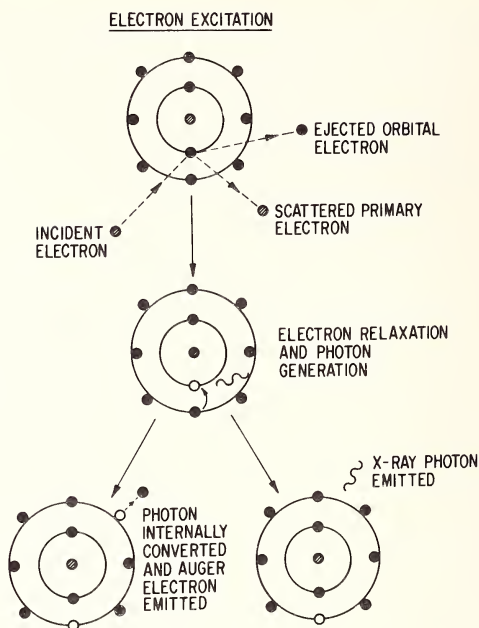 ELECTRON EXCITATION
EJECTED ORBITAL
ELECTRON
SCATTERED PRIMARY
ELECTRON
INCIDENT
ELECTRON
ELECTRON RELAXATION
AND PHOTON
GENERATION
X-RAY PHOTON
EMITTED
PHOTON
INTERNALLY
CONVERTED
AND AUGER
ELECTRON
EMITTED